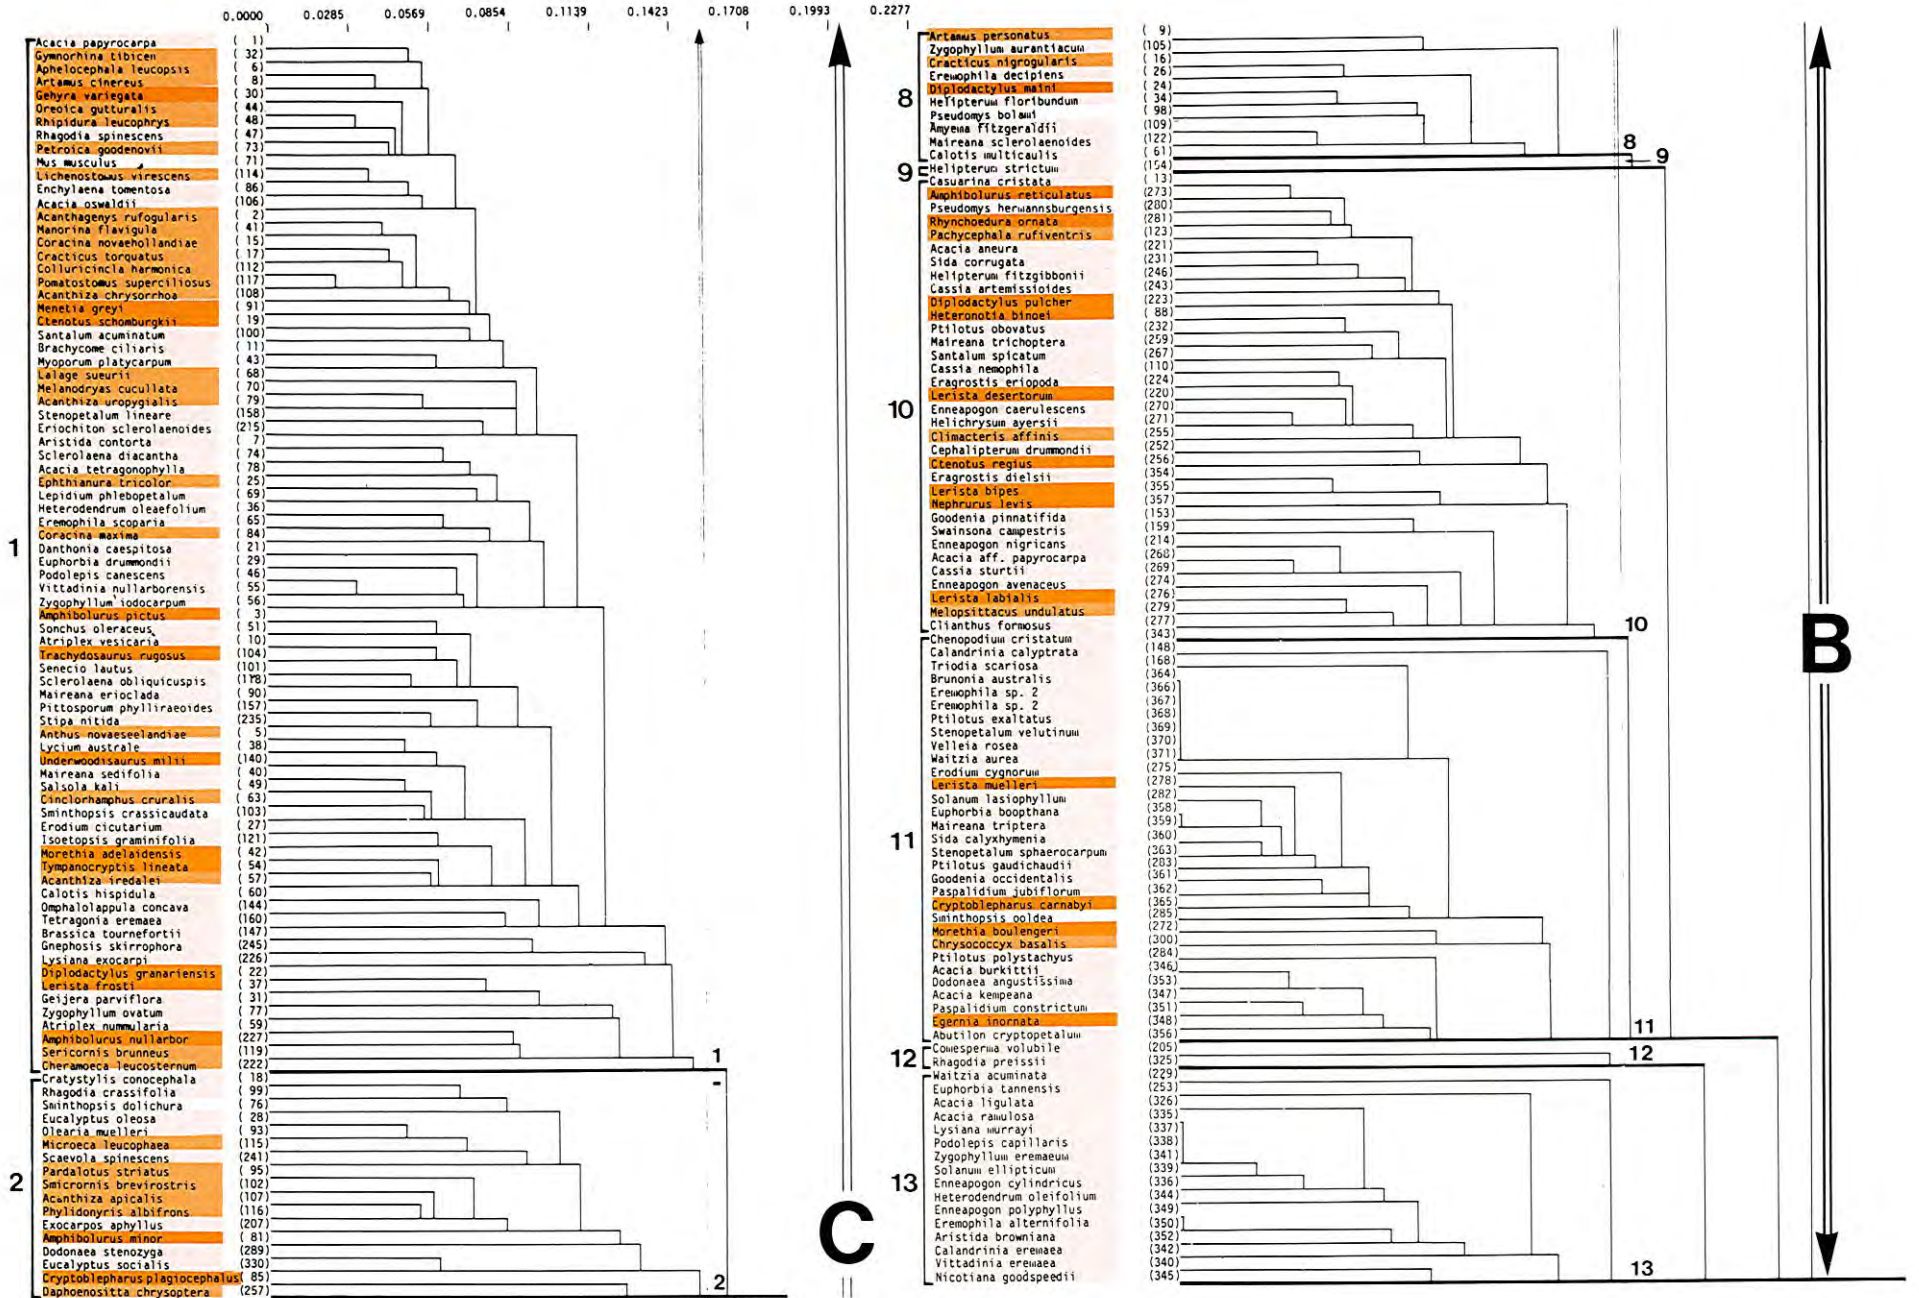 0.0000 0.0285 0.0569 0.0854 0.1139 0.1423 0.1708 0.1993 0.2277
1
Acacia papyrocarpa ( 1)
Gymnorhina tibicen ( 32)
Aphelocephala leucopsis ( 6)
Artamus cinereus ( 8)
Gehyra variegata ( 30)
Oreoica gutturalis ( 44)
Rhipidura leucophrys ( 48)
Rhagodia spinescens ( 47)
Petroica goodenovii ( 73)
Mus musculus ( 71)
Lichenostomus virescens (114)
Enchylaena tomentosa ( 86)
Acacia oswaldii (106)
Acanthagenys rufogularis ( 2)
Manorina flavigula ( 41)
Coracina novaehollandiae ( 15)
Cracticus torquatus ( 17)
Colluricincla harmonica (112)
Pomatostomus superciliosus (117)
Acanthiza chrysorrhoa (108)
Menetia greyi ( 91)
Ctenotus schomburgkii ( 19)
Santalum acuminatum (100)
Brachycome ciliaris ( 11)
Myoporum platycarpum ( 43)
Lalage sueurii ( 68)
Melanodryas cucullata ( 70)
Acanthiza uropygialis ( 79)
Stenopetalum lineare (158)
Eriochiton sclerolaenoides (215)
Aristida contorta ( 7)
Sclerolaena diacantha ( 74)
Acacia tetragonophylla ( 78)
Ephthianura tricolor ( 25)
Lepidium phlebopetalum ( 69)
Heterodendrum oleaefolium ( 36)
Eremophila scoparia ( 65)
Coracina maxima ( 84)
Danthonia caespitosa ( 21)
Euphorbia drummondii ( 29)
Podolepis canescens ( 46)
Vittadinia nullarborensis ( 55)
Zygophyllum iodocarpum ( 56)
Amphibolurus pictus ( 3)
Sonchus oleraceus ( 51)
Atriplex vesicaria ( 10)
Trachydosaurus rugosus (104)
Senecio lautus (101)
Sclerolaena obliquicuspis (118)
Maireana erioclada ( 90)
Pittosporum phylliraeoides (157)
Stipa nitida (235)
Anthus novaeseelandiae ( 5)
Lycium australe ( 38)
Underwoodisaurus milii (140)
Maireana sedifolia ( 40)
Salsola kali ( 49)
Cinclorhamphus cruralis ( 63)
Sminthopsis crassicaudata (103)
Erodium cicutarium ( 27)
Isoetopsis graminifolia (121)
Morethia adelaidensis ( 42)
Tympanocryptis lineata ( 54)
Acanthiza iredalei ( 57)
Calotis hispidula ( 60)
Omphalolappula concava (144)
Tetragonia eremaea (160)
Brassica tournefortii (147)
Gnephosis skirrophora (245)
Lysiana exocarpi (226)
Diplodactylus granariensis ( 22)
Lerista frosti ( 37)
Geijera parviflora ( 31)
Zygophyllum ovatum ( 77)
Atriplex nummularia ( 59)
Amphibolurus nullarbor (227)
Sericornis brunneus (119)
Cheramoeca leucosternum (222)
1
2
Cratystylis conocephala ( 18)
Rhagodia crassifolia ( 99)
Sminthopsis dolichura ( 76)
Eucalyptus oleosa ( 28)
Olearia muelleri ( 93)
Microeca leucophaea (115)
Scaevola spinescens (241)
Pardalotus striatus ( 95)
Smicrornis brevirostris (102)
Acanthiza apicalis (107)
Phylidonyris albifrons (116)
Exocarpos aphyllus (207)
Amphibolurus minor ( 81)
Dodonaea stenozyga (289)
Eucalyptus socialis (330)
Cryptoblepharus plagiocephalus ( 85)
Daphoenositta chrysoptera (257)
2
C
8
Artamus personatus ( 9)
Zygophyllum aurantiacum (105)
Cracticus nigrogularis ( 16)
Eremophila decipiens ( 26)
Diplodactylus maini ( 24)
Helipterum floribundum ( 34)
Pseudomys bolami ( 98)
Amyema fitzgeraldii (109)
Maireana sclerolaenoides (122)
Calotis multicaulis ( 61)
8
9
Helipterum strictum (154)
9
10
Casuarina cristata ( 13)
Amphibolurus reticulatus (273)
Pseudomys hermannsburgensis (280)
Rhynchoedura ornata (281)
Pachycephala rufiventris (123)
Acacia aneura (221)
Sida corrugata (231)
Helipterum fitzgibbonii (246)
Cassia artemissioides (243)
Diplodactylus pulcher (223)
Heteronotia binoei ( 88)
Ptilotus obovatus (232)
Maireana trichoptera (259)
Santalum spicatum (267)
Cassia nemophila (110)
Eragrostis eriopoda (224)
Lerista desertorum (220)
Enneapogon caerulescens (270)
Helichrysum ayersii (271)
Climacteris affinis (255)
Cephalipterum drummondii (252)
Ctenotus regius (256)
Eragrostis dielsii (354)
Lerista bipes (355)
Nephrurus levis (357)
Goodenia pinnatifida (153)
Swainsona campestris (159)
Enneapogon nigricans (214)
Acacia aff. papyrocarpa (268)
Cassia sturtii (269)
Enneapogon avenaceus (274)
Lerista labialis (276)
Melopsittacus undulatus (279)
Clianthus formosus (277)
(343)
10
11
Chenopodium cristatum (148)
Calandrinia calyptrata (168)
Triodia scariosa (364)
Brunonia australis (366)
Eremophila sp. 2 (367)
Eremophila sp. 2 (368)
Ptilotus exaltatus (369)
Stenopetalum velutinum (370)
Velleia rosea (371)
Waitzia aurea (275)
Erodium cygnorum (278)
Lerista muelleri (282)
Solanum lasiophyllum (358)
Euphorbia boopthana (359)
Maireana triptera (360)
Sida calyxhymenia (363)
Stenopetalum sphaerocarpum (283)
Ptilotus gaudichaudii (361)
Goodenia occidentalis (362)
Paspalidium jubiflorum (365)
Cryptoblepharus carnabyi (285)
Sminthopsis ooldea (272)
Morethia boulengeri (300)
Chrysococcyx basalis (284)
Ptilotus polystachyus (346)
Acacia burkittii (353)
Dodonaea angustissima (347)
Acacia kempeana (351)
Paspalidium constrictum (348)
Egernia inornata (356)
Abutilon cryptopetalum
11
12
Comesperma volubile (205)
Rhagodia preissii (325)
12
13
Waitzia acuminata (229)
Euphorbia tannensis (253)
Acacia ligulata (326)
Acacia ramulosa (335)
Lysiana murrayi (337)
Podolepis capillaris (338)
Zygophyllum eremaeum (341)
Solanum ellipticum (339)
Enneapogon cylindricus (336)
Heterodendrum oleifolium (344)
Enneapogon polyphyllus (349)
Eremophila alternifolia (350)
Aristida browniana (352)
Calandrinia eremaea (342)
Vittadinia eremaea (340)
Nicotiana goodspeedii (345)
13
B